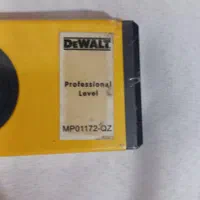 DEWALT
Professional
Level
MP01172-QZ